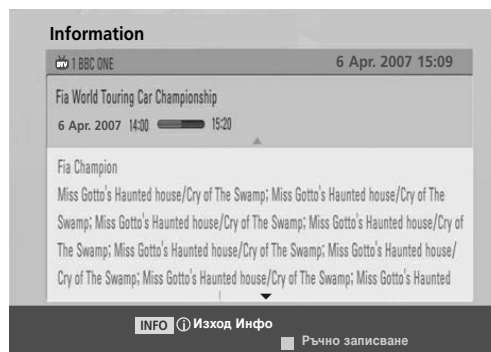 Information
DTV 1 BBC ONE 6 Apr. 2007 15:09
Fia World Touring Car Championship
6 Apr. 2007 14:00 15:20
Fia Champion
Miss Gotto's Haunted house/Cry of The Swamp; Miss Gotto's Haunted house/Cry of The
Swamp; Miss Gotto's Haunted house/Cry of The Swamp; Miss Gotto's Haunted house/Cry of
The Swamp; Miss Gotto's Haunted house/Cry of The Swamp; Miss Gotto's Haunted house/
Cry of The Swamp; Miss Gotto's Haunted house/Cry of The Swamp; Miss Gotto's Haunted
INFO i Изход Инфо
Ръчно записване